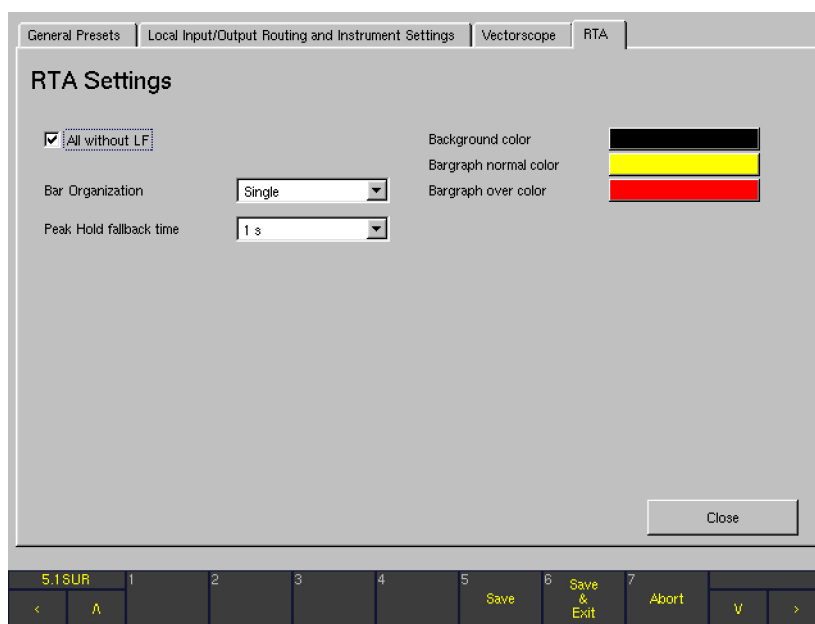 General Presets Local Input/Output Routing and Instrument Settings Vectorscope RTA
RTA Settings
All without LF
Background color
Bargraph normal color
Bar Organization Single Bargraph over color
Peak Hold fallback time 1 s
Close
5.1SUR 1 2 3 4 5 Save 6 Save & Exit 7 Abort
< Λ V >